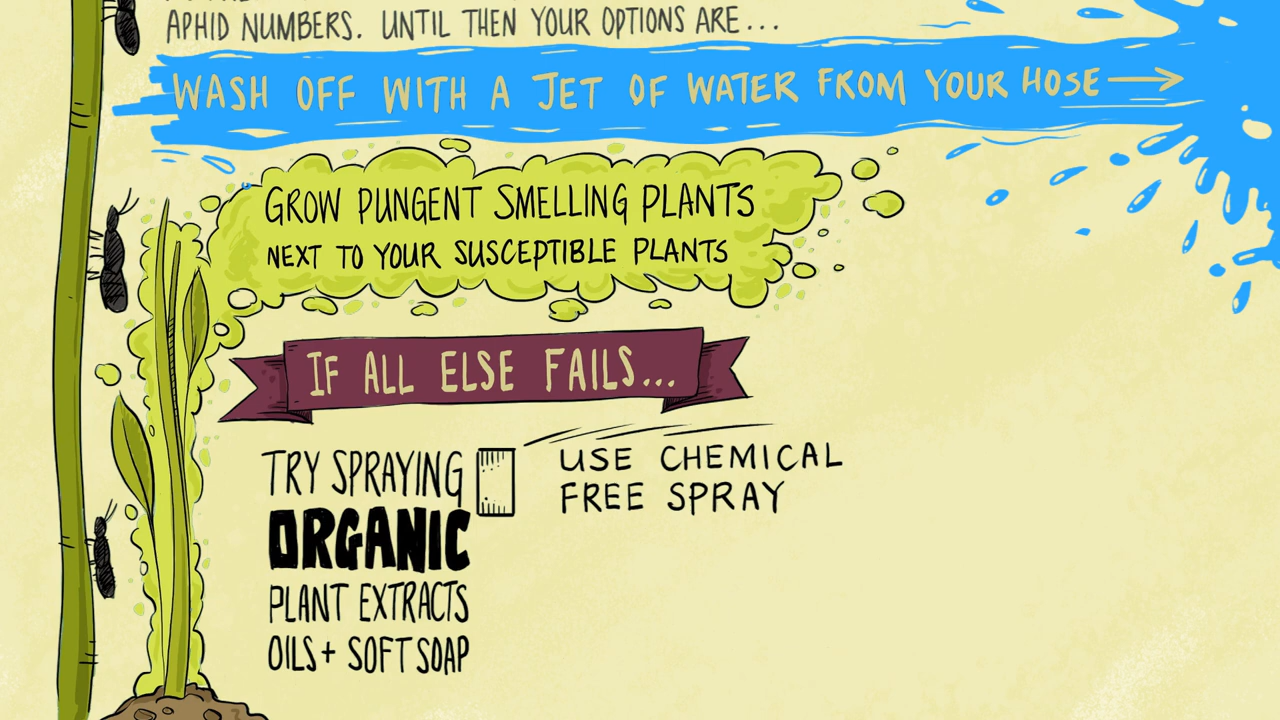 APHID NUMBERS. UNTIL THEN YOUR OPTIONS ARE...
WASH OFF WITH A JET OF WATER FROM YOUR HOSE
GROW PUNGENT SMELLING PLANTS
NEXT TO YOUR SUSCEPTIBLE PLANTS
IF ALL ELSE FAILS...
TRY SPRAYING
ORGANIC
PLANT EXTRACTS
OILS + SOFT SOAP
USE CHEMICAL
FREE SPRAY